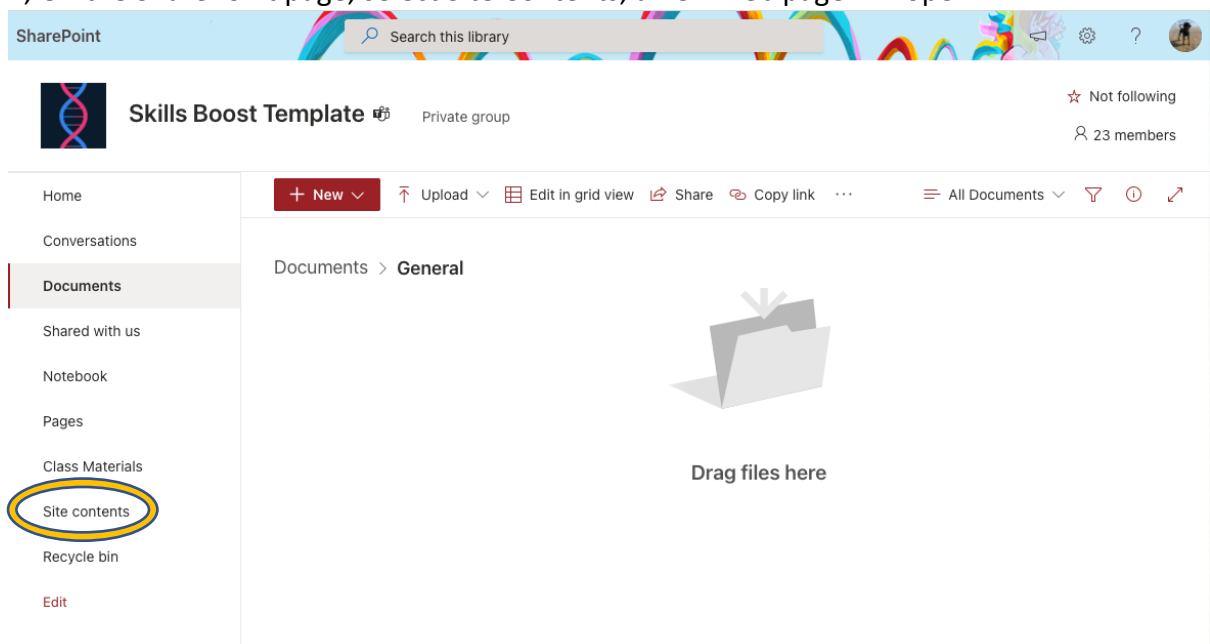 SharePoint
Search this library
?
Skills Boost Template
Private group
Not following
23 members
Home
New
Upload
Edit in grid view
Share
Copy link
···
All Documents
Conversations
Documents > General
Documents
Shared with us
Notebook
Pages
Class Materials
Drag files here
Site contents
Recycle bin
Edit